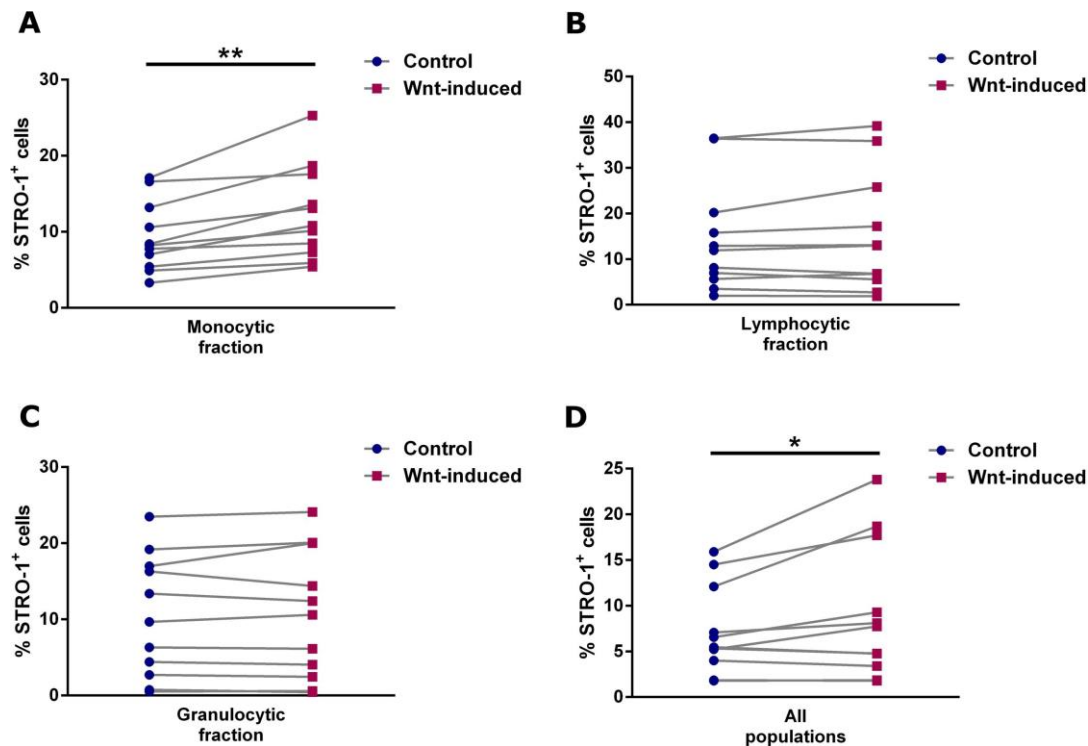 A
**
Control
Wnt-induced
% STRO-1⁺ cells
30
20
10
0
Monocytic
fraction
B
Control
Wnt-induced
% STRO-1⁺ cells
50
40
30
20
10
0
Lymphocytic
fraction
C
Control
Wnt-induced
% STRO-1⁺ cells
30
20
10
0
Granulocytic
fraction
D
*
Control
Wnt-induced
% STRO-1⁺ cells
25
20
15
10
5
0
All
populations